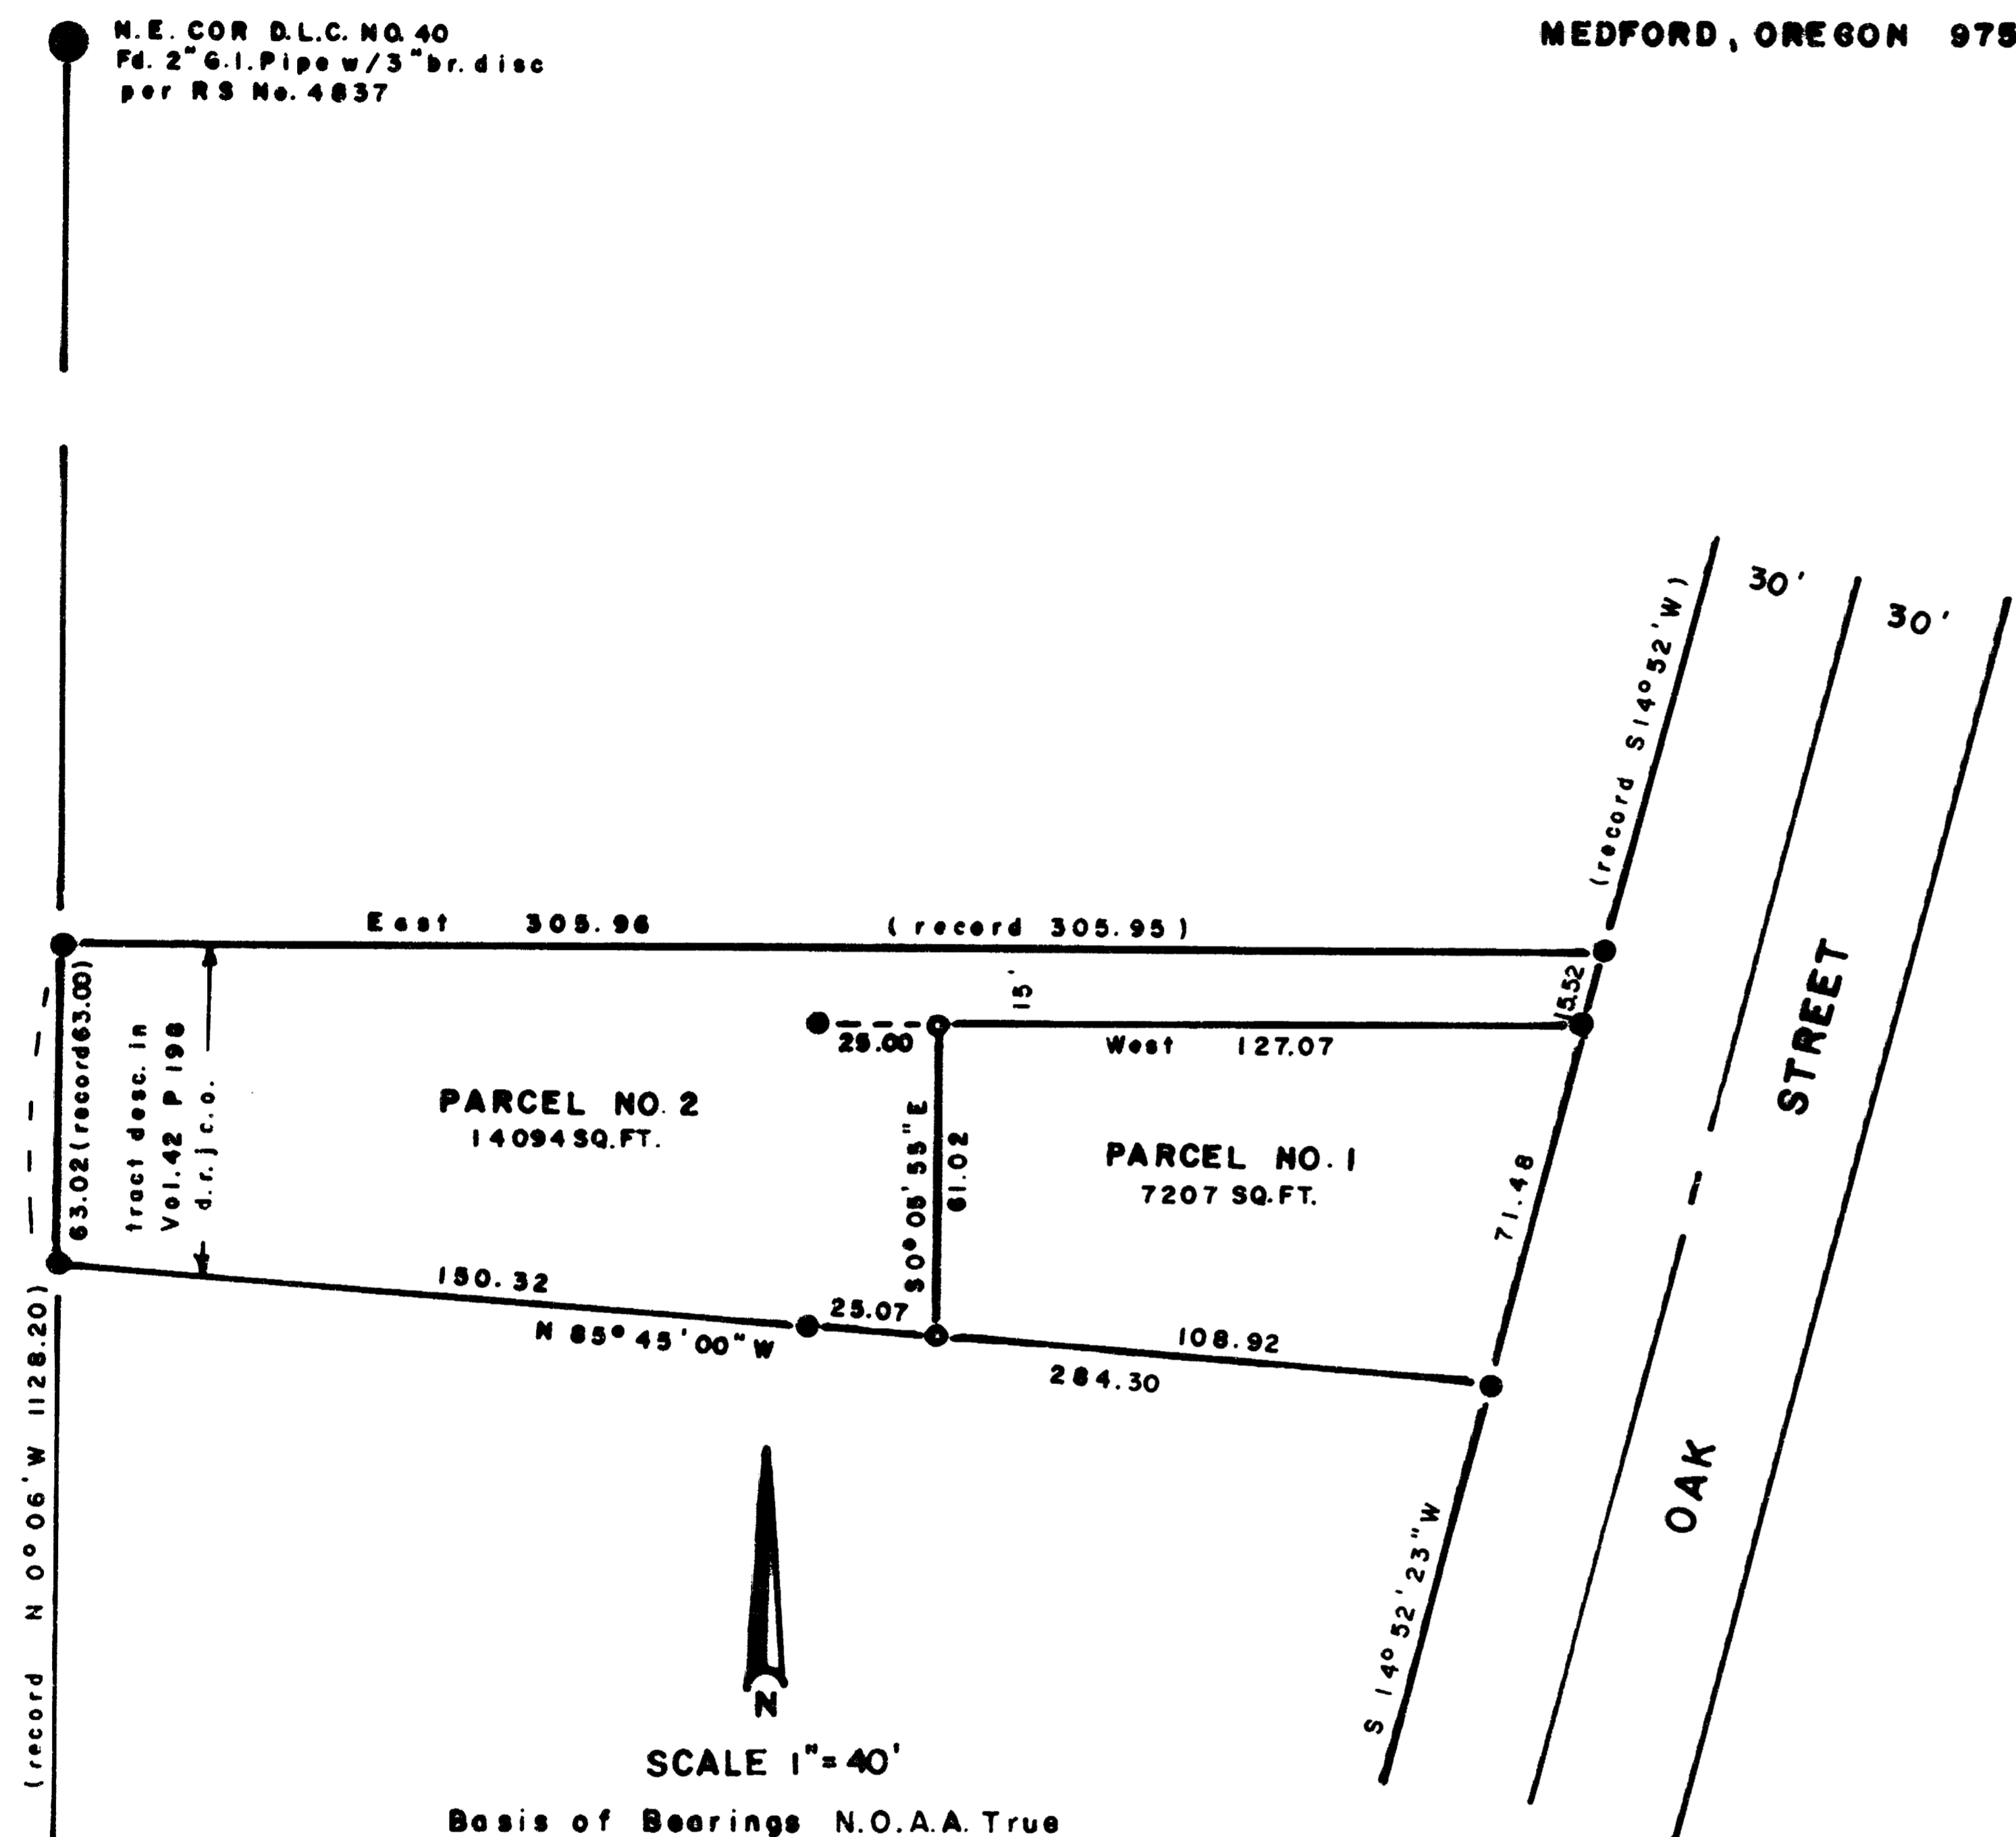 N.E. COR D.L.C. NO. 40
Fd. 2" G.I. Pipe w/3" br. disc
per RS No. 4837
MEDFORD, OREGON 975
30'
30'
(record S14°52'W)
East 305.96 (record 305.95)
15'
15.52
25.00
West 127.07
63.02 (record 63.00)
tract desc. in
Vol. 42 P 198
d.r.j.c.o.
PARCEL NO. 2
14094 SQ.FT.
S0°05'55"E
61.02
PARCEL NO. 1
7207 SQ.FT.
71.48
STREET
150.32
25.07
108.92
N 85°45'00"W
284.30
(record N 0°06'W 1128.20)
OAK
S 14°52'23"W
N
SCALE 1"=40'
Basis of Bearings N.O.A.A. True